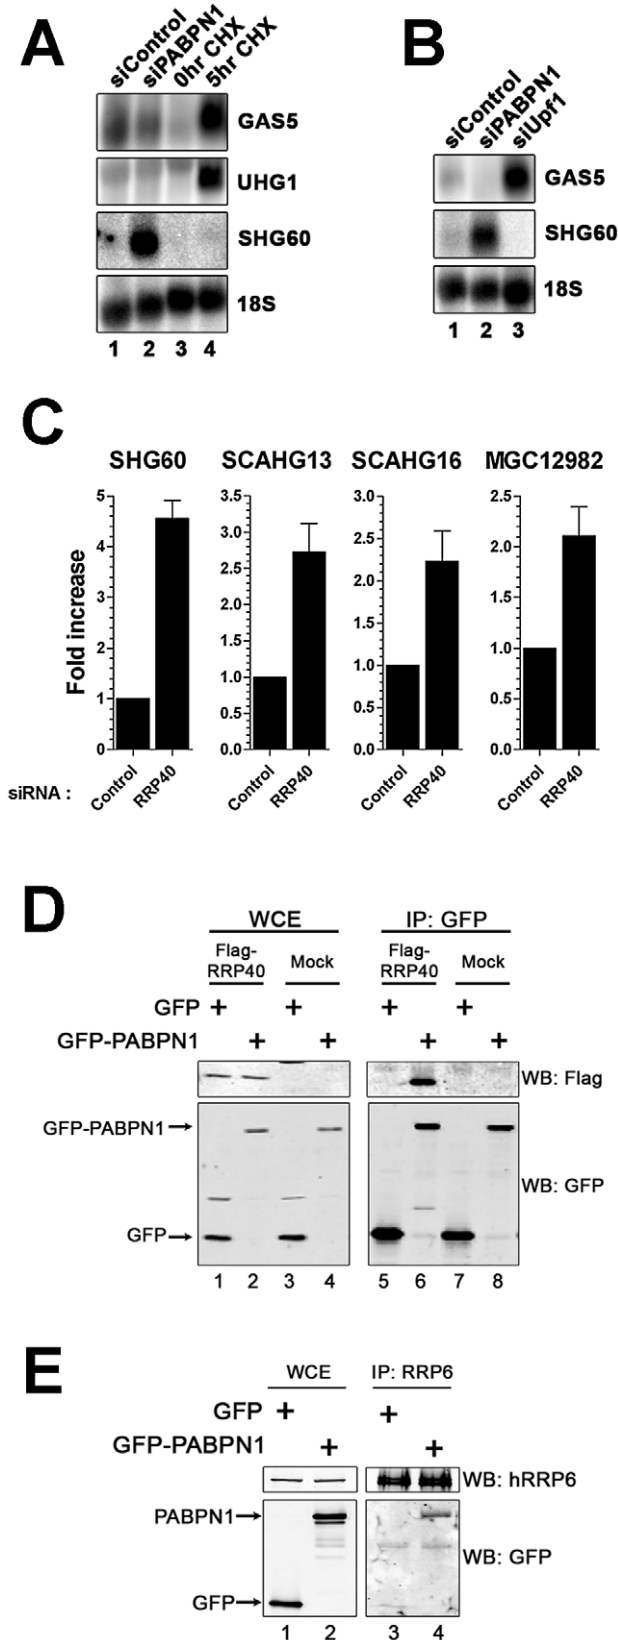 A
siControl
siPABPN1
0hr CHX
5hr CHX
GAS5
UHG1
SHG60
18S
1 2 3 4
B
siControl
siPABPN1
siUpf1
GAS5
SHG60
18S
1 2 3
C
SHG60 SCAHG13 SCAHG16 MGC12982
Fold increase
5 4 3 2 1 0
3.5 3.0 2.5 2.0 1.5 1.0 0.5 0.0
3.0 2.5 2.0 1.5 1.0 0.5 0.0
2.5 2.0 1.5 1.0 0.5 0.0
siRNA :
Control RRP40 Control RRP40 Control RRP40 Control RRP40
D
WCE IP: GFP
Flag-RRP40 Mock Flag-RRP40 Mock
GFP + + + +
GFP-PABPN1 + + + +
WB: Flag
GFP-PABPN1
WB: GFP
GFP
1 2 3 4 5 6 7 8
E
WCE IP: RRP6
GFP + +
GFP-PABPN1 + +
WB: hRRP6
PABPN1
WB: GFP
GFP
1 2 3 4